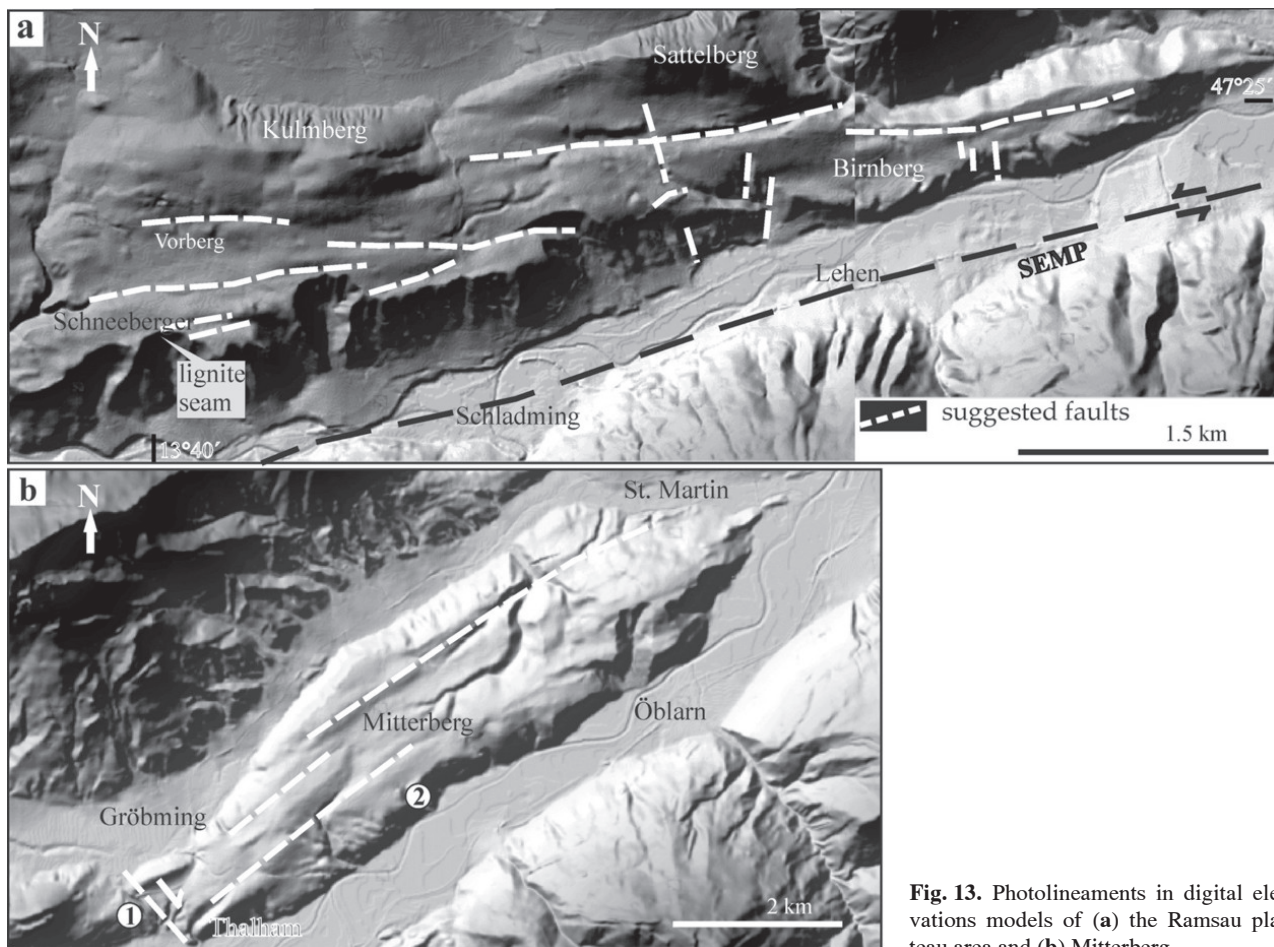 a
N
Sattelberg
47°25´
Kulmberg
Birnberg
Vorberg
SEMP
Lehen
Schneeberger
lignite
seam
Schladming
suggested faults
13°40´
1.5 km
b
N
St. Martin
Mitterberg
Öblarn
2
Gröbming
1
Thalham
2 km
Fig. 13. Photolineaments in digital ele-
vations models of (a) the Ramsau pla-
teau area and (b) Mitterberg.